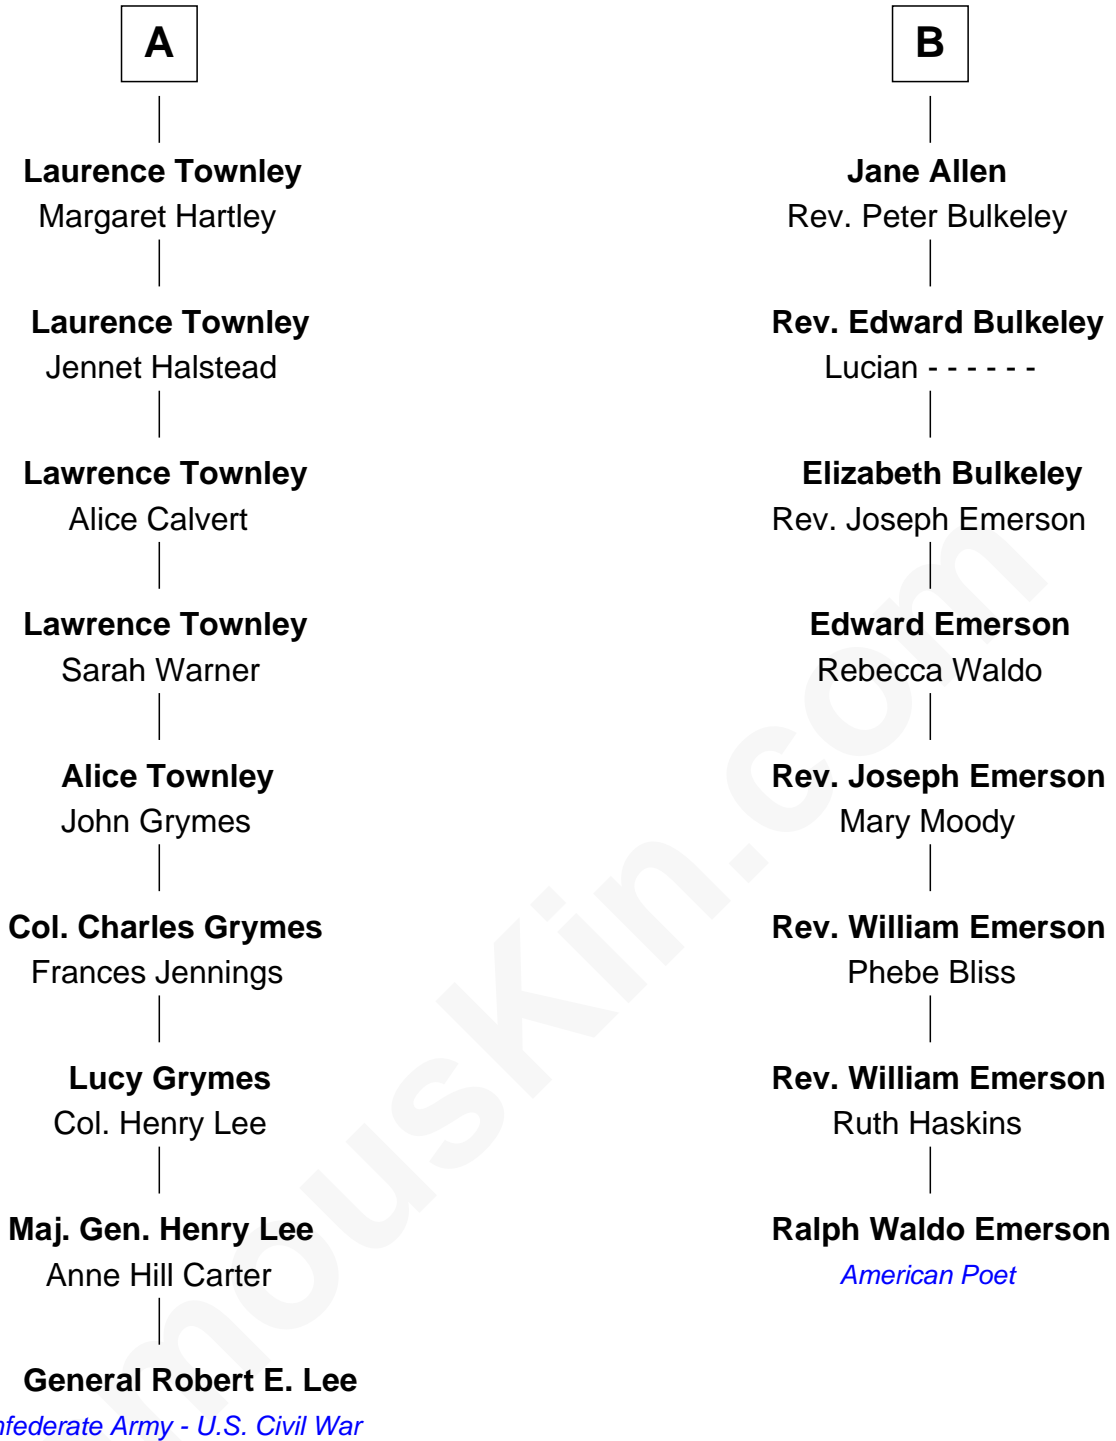 A
Laurence Townley
Margaret Hartley
Laurence Townley
Jennet Halstead
Lawrence Townley
Alice Calvert
Lawrence Townley
Sarah Warner
Alice Townley
John Grymes
Col. Charles Grymes
Frances Jennings
Lucy Grymes
Col. Henry Lee
Maj. Gen. Henry Lee
Anne Hill Carter
General Robert E. Lee
nfederate Army - U.S. Civil War
B
Jane Allen
Rev. Peter Bulkeley
Rev. Edward Bulkeley
Lucian - - - - - -
Elizabeth Bulkeley
Rev. Joseph Emerson
Edward Emerson
Rebecca Waldo
Rev. Joseph Emerson
Mary Moody
Rev. William Emerson
Phebe Bliss
Rev. William Emerson
Ruth Haskins
Ralph Waldo Emerson
American Poet
mousKin.com